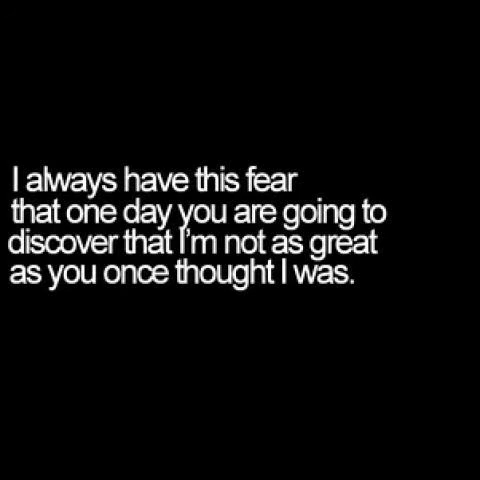 I always have this fear
that one day you are going to
discover that I'm not as great
as you once thought I was.